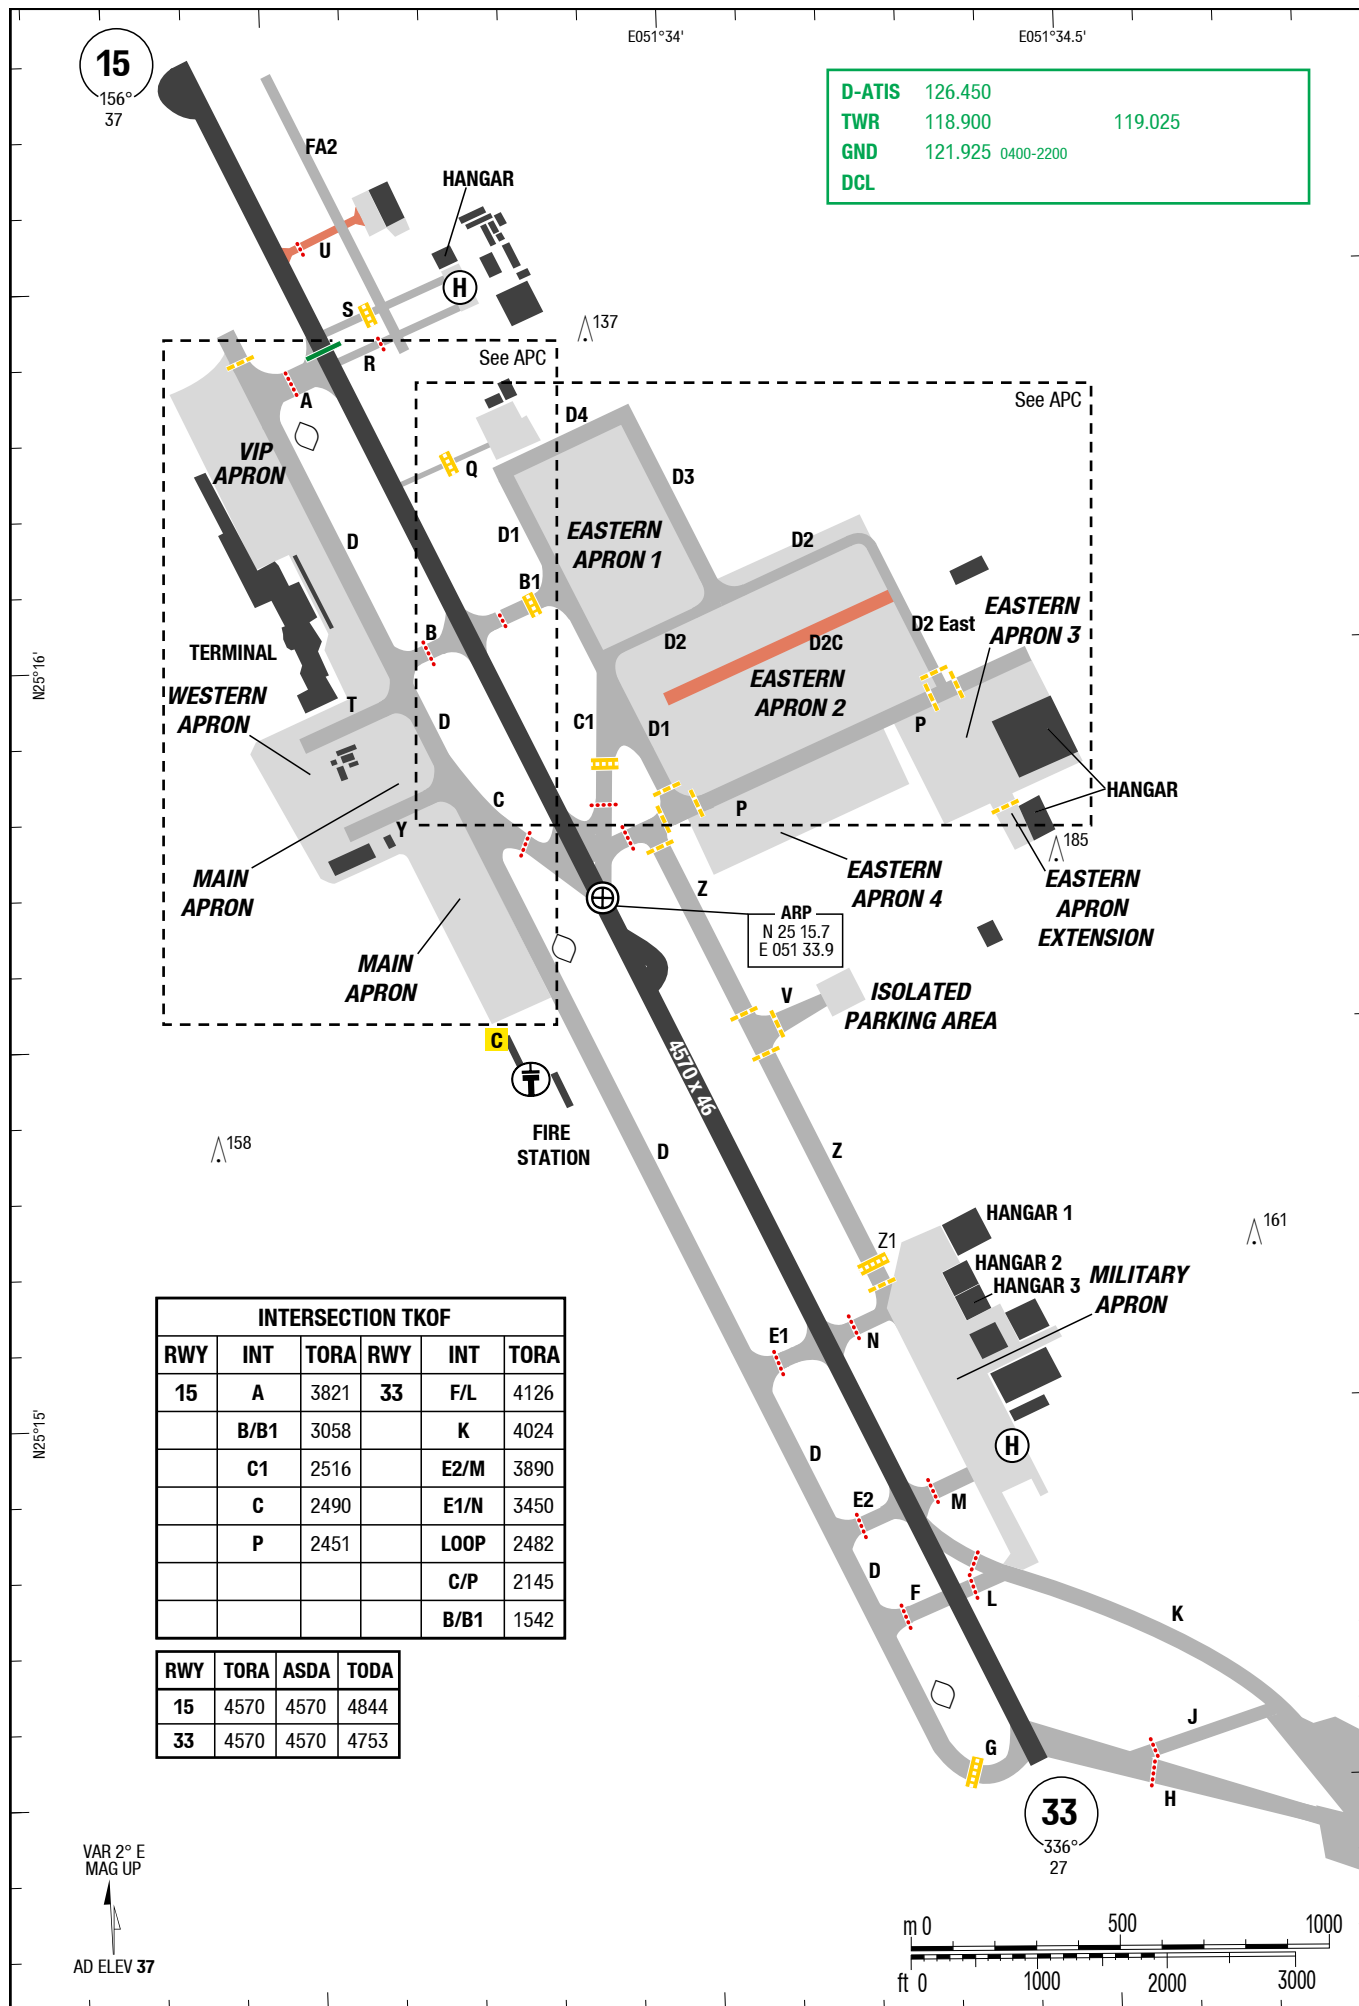 E051°34'
E051°34.5'
15
156°
37
D-ATIS 126.450
TWR 118.900 119.025
GND 121.925 0400-2200
DCL
FA2
HANGAR
U
H
S
137
R
See APC
See APC
A
D4
VIP
APRON
Q
D3
D
D1
EASTERN
APRON 1
D2
B1
EASTERN
APRON 3
B
D2 East
D2
D2C
TERMINAL
N25°16'
WESTERN
APRON
T
EASTERN
APRON 2
D
C1
D1
P
HANGAR
C
P
Y
185
MAIN
APRON
EASTERN
APRON 4
EASTERN
APRON
EXTENSION
Z
ARP
N 25 15.7
E 051 33.9
MAIN
APRON
V
ISOLATED
PARKING AREA
C
4570 X 46
158
FIRE
STATION
D
Z
HANGAR 1
161
Z1
HANGAR 2
HANGAR 3
MILITARY
APRON
E1
N
INTERSECTION TKOF
RWY INT TORA RWY INT TORA
15 A 3821 33 F/L 4126
B/B1 3058 K 4024
C1 2516 E2/M 3890
C 2490 E1/N 3450
P 2451 LOOP 2482
C/P 2145
B/B1 1542
N25°15'
D
H
E2
M
D
F
L
K
RWY TORA ASDA TODA
15 4570 4570 4844
33 4570 4570 4753
J
G
H
33
336°
27
VAR 2° E
MAG UP
AD ELEV 37
m 0 500 1000
ft 0 1000 2000 3000